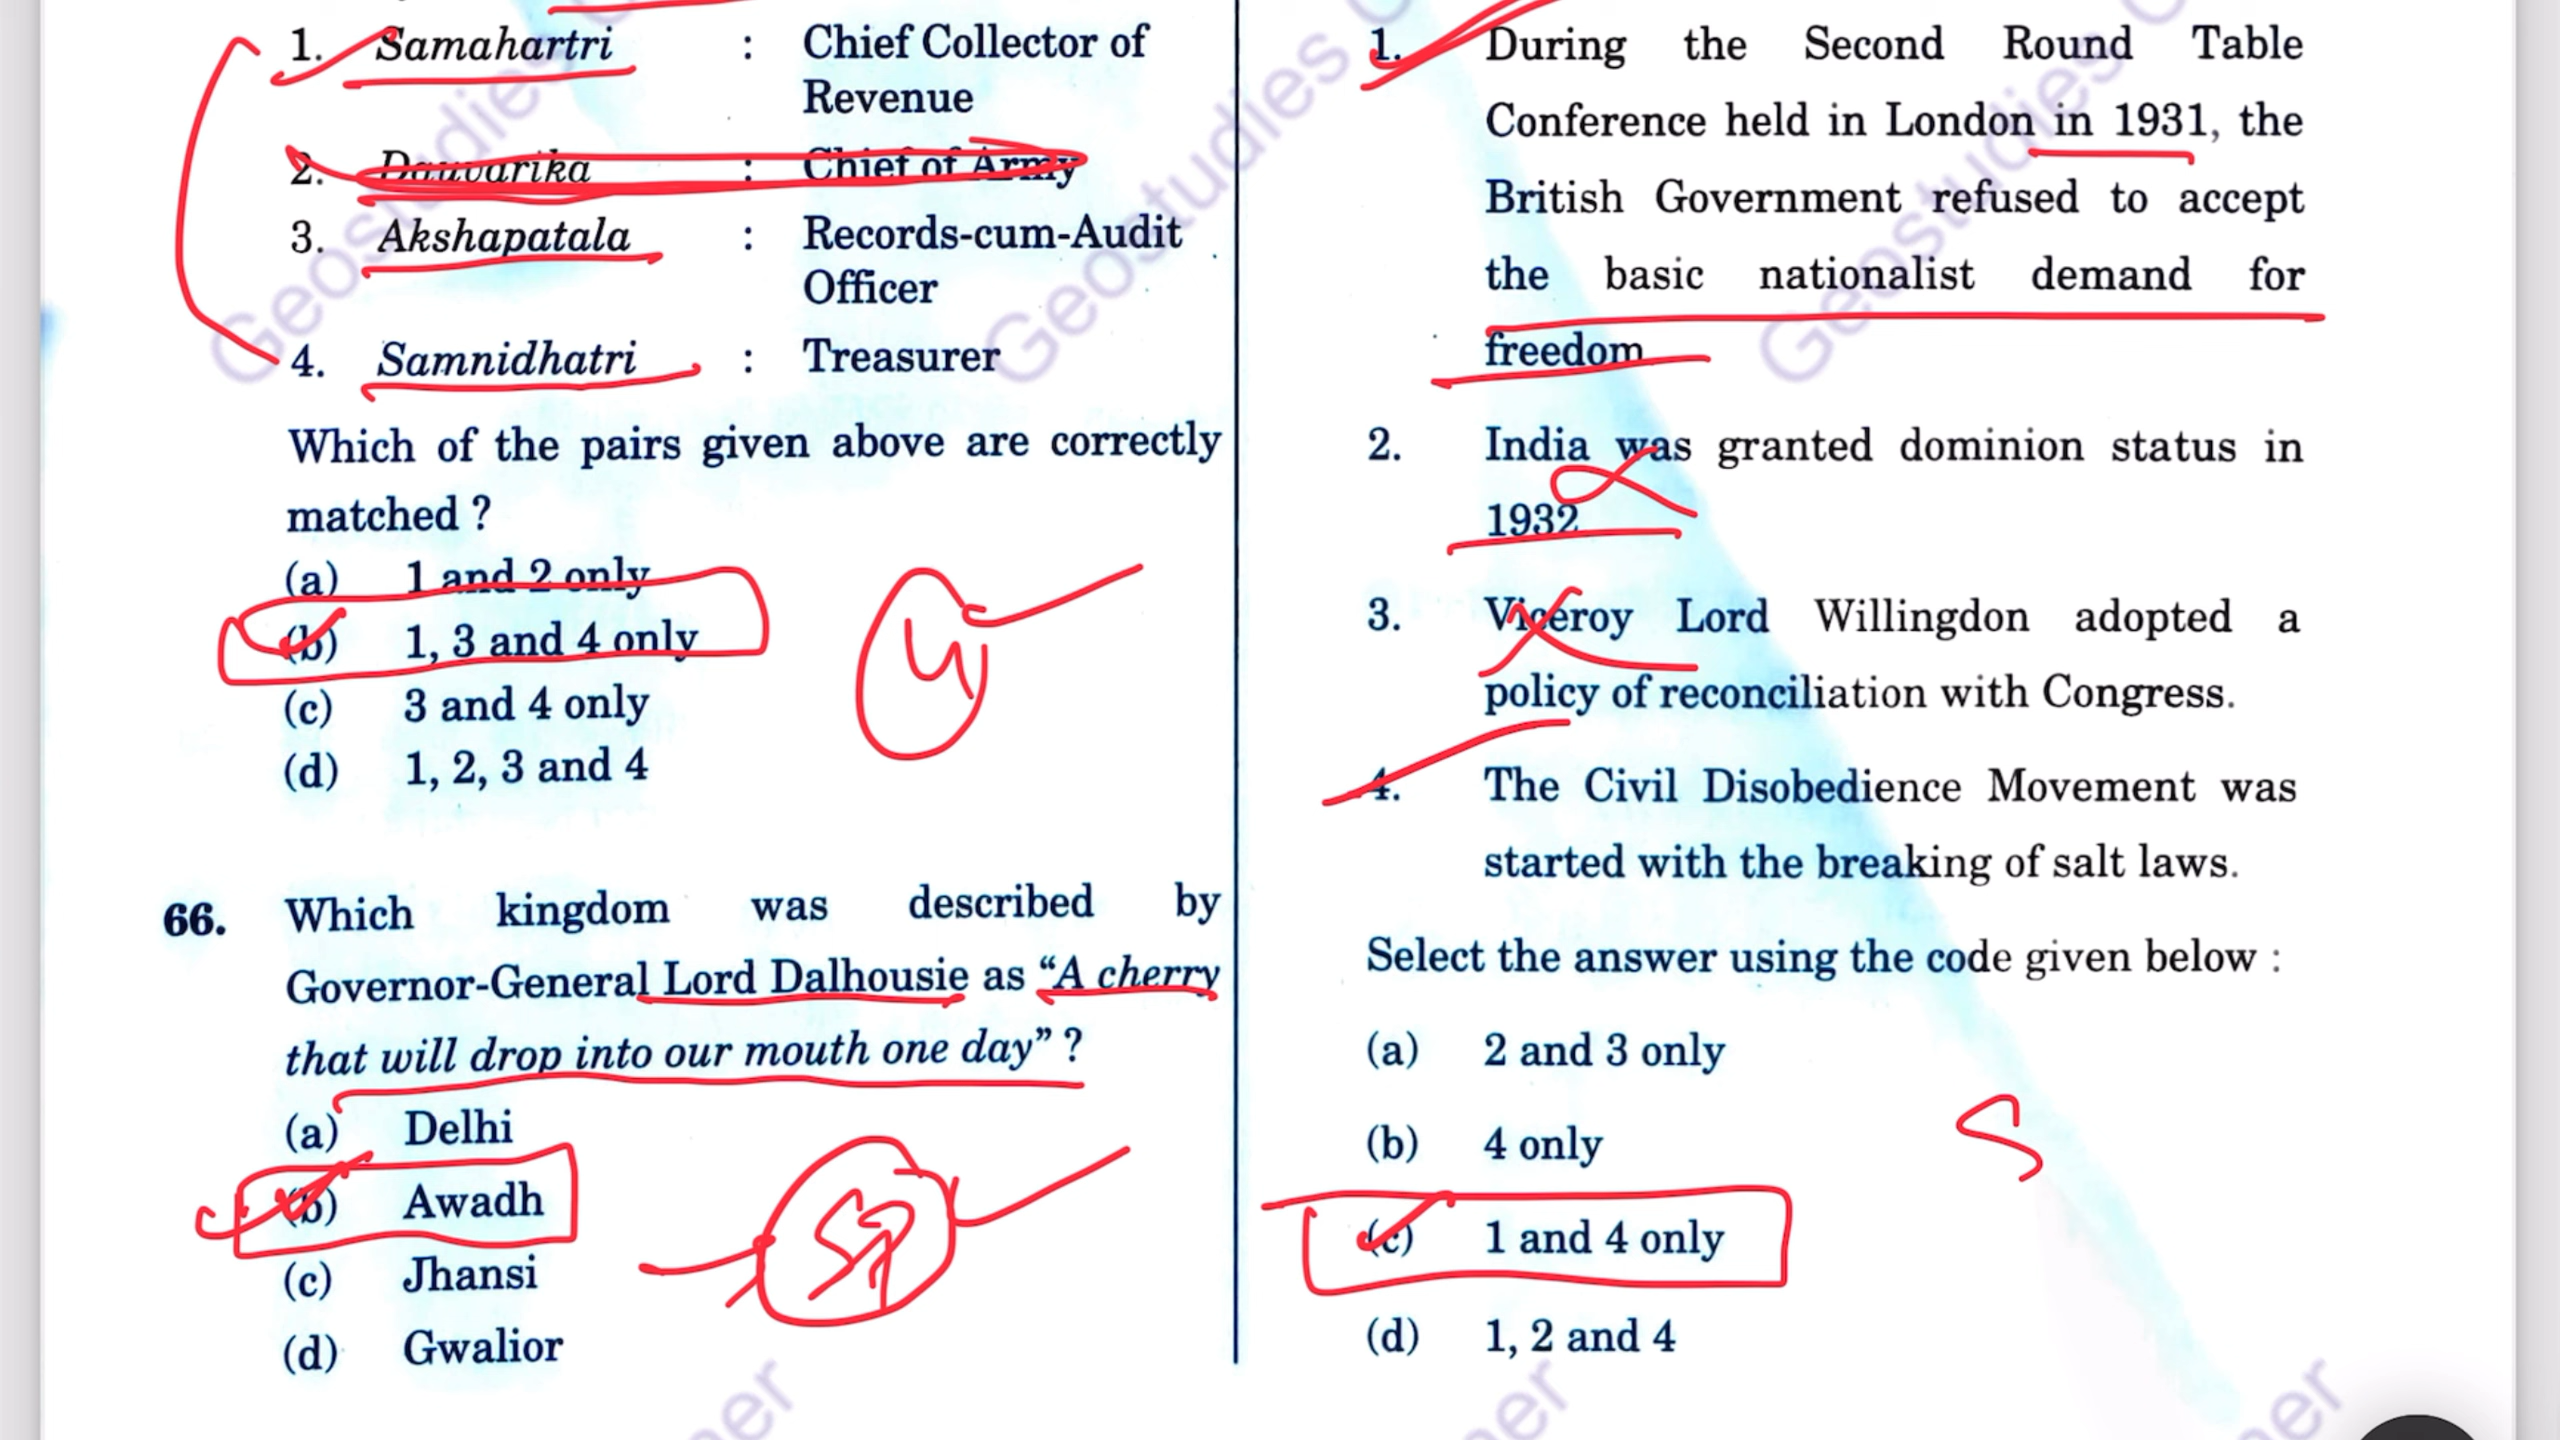 1. Samahartri : Chief Collector of
Revenue
2. Dauvarika : Chief of Army
3. Akshapatala : Records-cum-Audit
Officer
4. Samnidhatri : Treasurer
Which of the pairs given above are correctly
matched ?
(a) 1 and 2 only
(b) 1, 3 and 4 only
(c) 3 and 4 only
(d) 1, 2, 3 and 4
4
66. Which kingdom was described by
Governor-General Lord Dalhousie as “A cherry
that will drop into our mouth one day” ?
(a) Delhi
(b) Awadh
(c) Jhansi
(d) Gwalior
1. During the Second Round Table
Conference held in London in 1931, the
British Government refused to accept
the basic nationalist demand for
freedom
2. India was granted dominion status in
1932
3. Viceroy Lord Willingdon adopted a
policy of reconciliation with Congress.
4. The Civil Disobedience Movement was
started with the breaking of salt laws.
Select the answer using the code given below :
(a) 2 and 3 only
(b) 4 only
(c) 1 and 4 only
(d) 1, 2 and 4
Geostudies
Geostudies
Geostudies